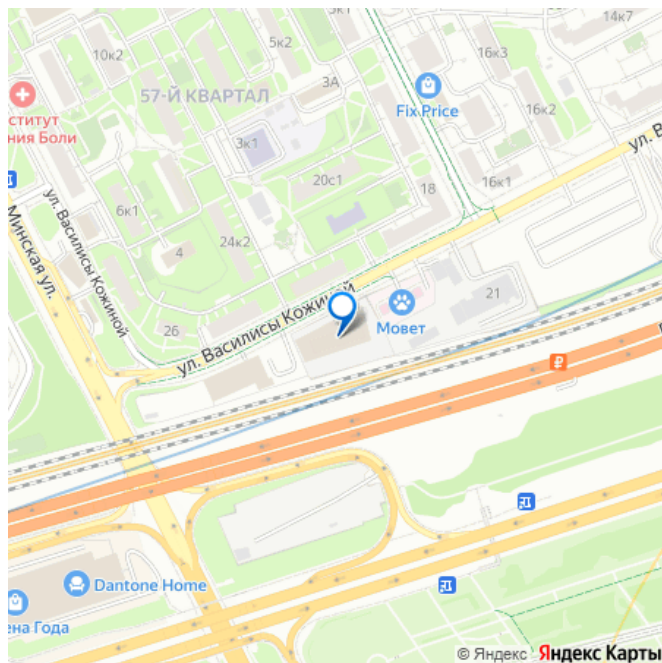 14к7
5к1
5к2
10к2
16к3
3А
57-Й КВАРТАЛ
Fix Price
16к2
ститут
ния Боли
3к1
ул. В
20с1
18
16к1
6к1
ул. Василисы Кожиной
Минская ул.
24к2
4
21
Мовет
26
ул. Василисы Кожиной
₽
Dantone Home
ена Года
© Яндекс Яндекс Карты